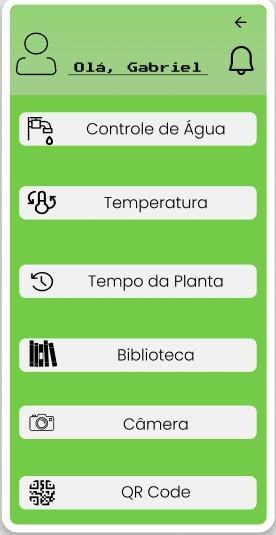 Olá, Gabriel
Controle de Água
Temperatura
Tempo da Planta
Biblioteca
Câmera
QR Code